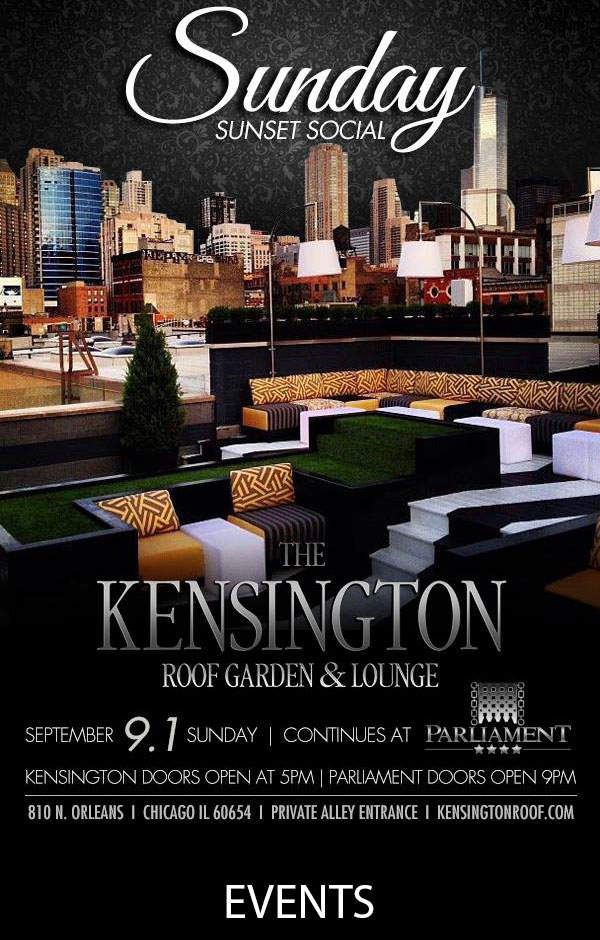 Sunday
SUNSET SOCIAL
THE
KENSINGTON
ROOF GARDEN & LOUNGE
SEPTEMBER 9.1 SUNDAY | CONTINUES AT PARLIAMENT
KENSINGTON DOORS OPEN AT 5PM | PARLIAMENT DOORS OPEN 9PM
810 N. ORLEANS | CHICAGO IL 60654 | PRIVATE ALLEY ENTRANCE | KENSINGTONROOF.COM
EVENTS